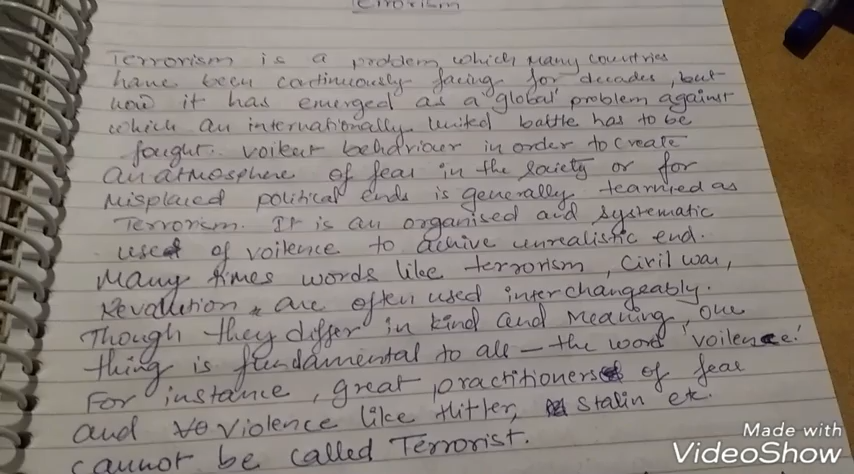 Terrorism
Terrorism is a problem which many countries
have been continuously facing for decades, but
now it has emerged as a 'global' problem against
which an internationally united battle has to be
fought. voilent behaviour in order to create
an atmosphere of fear in the society or for
misplaced political ends is generally tearmed as
Terrorism. It is an organised and systematic
use of voilence to achive unrealistic end.
Many times words like terrorism, civil war,
Revolution are often used interchangeably.
Though they differ in kind and meaning, one
thing is fundamental to all - the word 'voilence'.
For instance, great practitioners of fear
and violence like Hitler, Stalin etc.
cannot be called Terrorist.
Made with
VideoShow